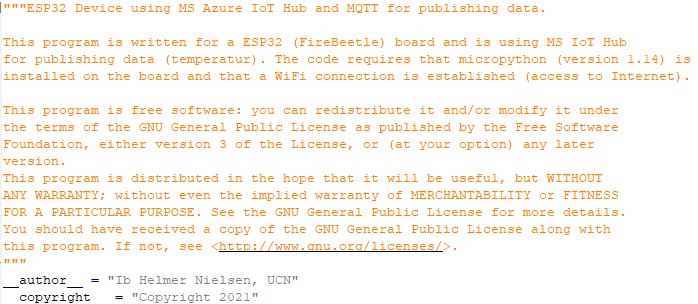 """ESP32 Device using MS Azure IoT Hub and MQTT for publishing data.
This program is written for a ESP32 (FireBeetle) board and is using MS IoT Hub
for publishing data (temperatur). The code requires that micropython (version 1.14) is
installed on the board and that a WiFi connection is established (access to Internet).
This program is free software: you can redistribute it and/or modify it under
the terms of the GNU General Public License as published by the Free Software
Foundation, either version 3 of the License, or (at your option) any later
version.
This program is distributed in the hope that it will be useful, but WITHOUT
ANY WARRANTY; without even the implied warranty of MERCHANTABILITY or FITNESS
FOR A PARTICULAR PURPOSE. See the GNU General Public License for more details.
You should have received a copy of the GNU General Public License along with
this program. If not, see <http://www.gnu.org/licenses/>.
"""
__author__ = "Ib Helmer Nielsen, UCN"
copyright = "Copyright 2021"